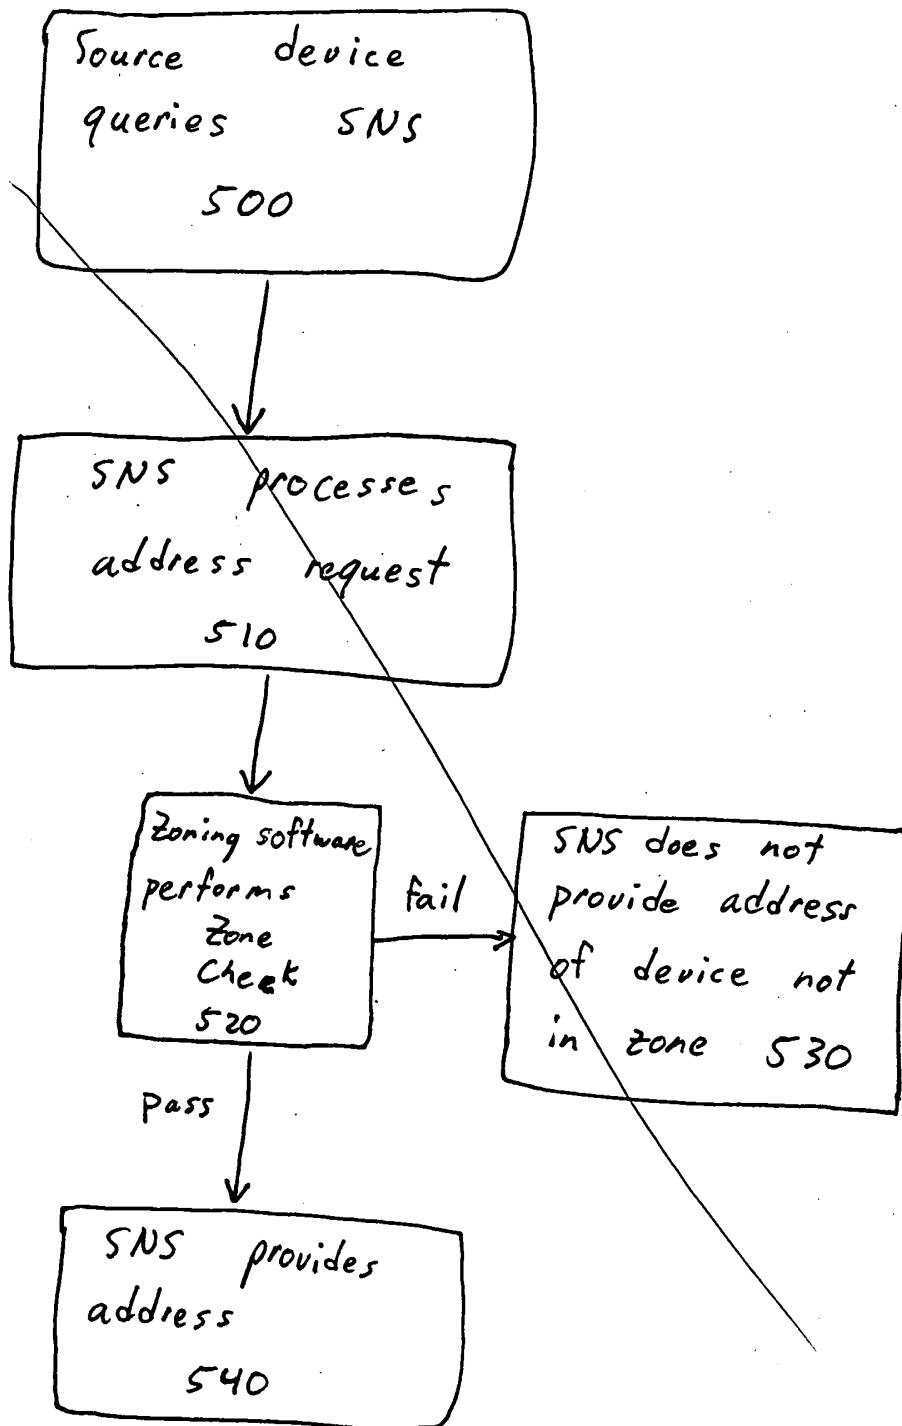 Source device
queries SNS
500
SNS processes
address request
510
Zoning software
performs
Zone
Check
520
fail
SNS does not
provide address
of device not
in zone 530
pass
SNS provides
address
540